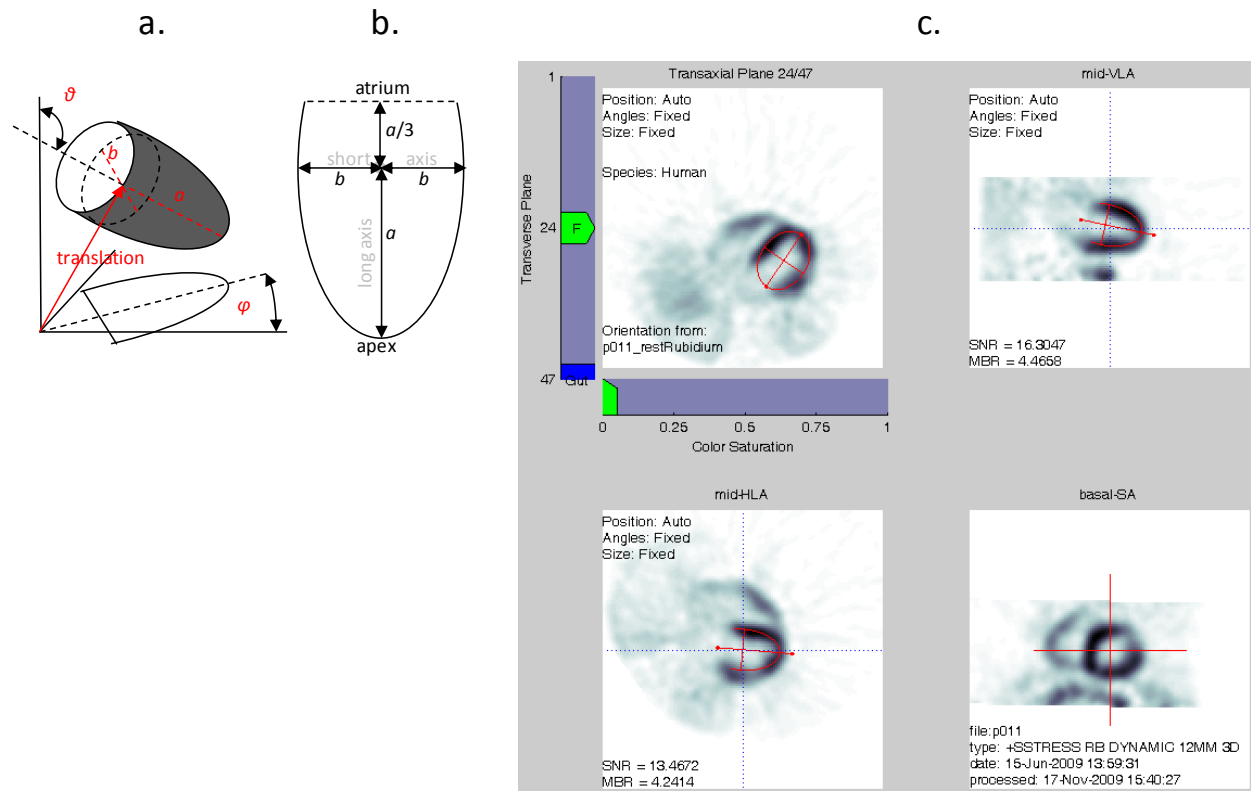 a.
b.
c.
ϑ
b
a
translation
φ
atrium
a/3
short axis
b
b
long axis
a
apex
Transaxial Plane 24/47
1
Position: Auto
Angles: Fixed
Size: Fixed
Species: Human
Transverse Plane
24
F
Orientation from:
p011_restRubidium
47
Gut
0 0.25 0.5 0.75 1
Color Saturation
mid-VLA
Position: Auto
Angles: Fixed
Size: Fixed
SNR = 16.3047
MBR = 4.4658
mid-HLA
Position: Auto
Angles: Fixed
Size: Fixed
SNR = 13.4672
MBR = 4.2414
basal-SA
file:p011
type: +SSTRESS RB DYNAMIC 12MM 3D
date: 15-Jun-2009 13:59:31
processed: 17-Nov-2009 15:40:27